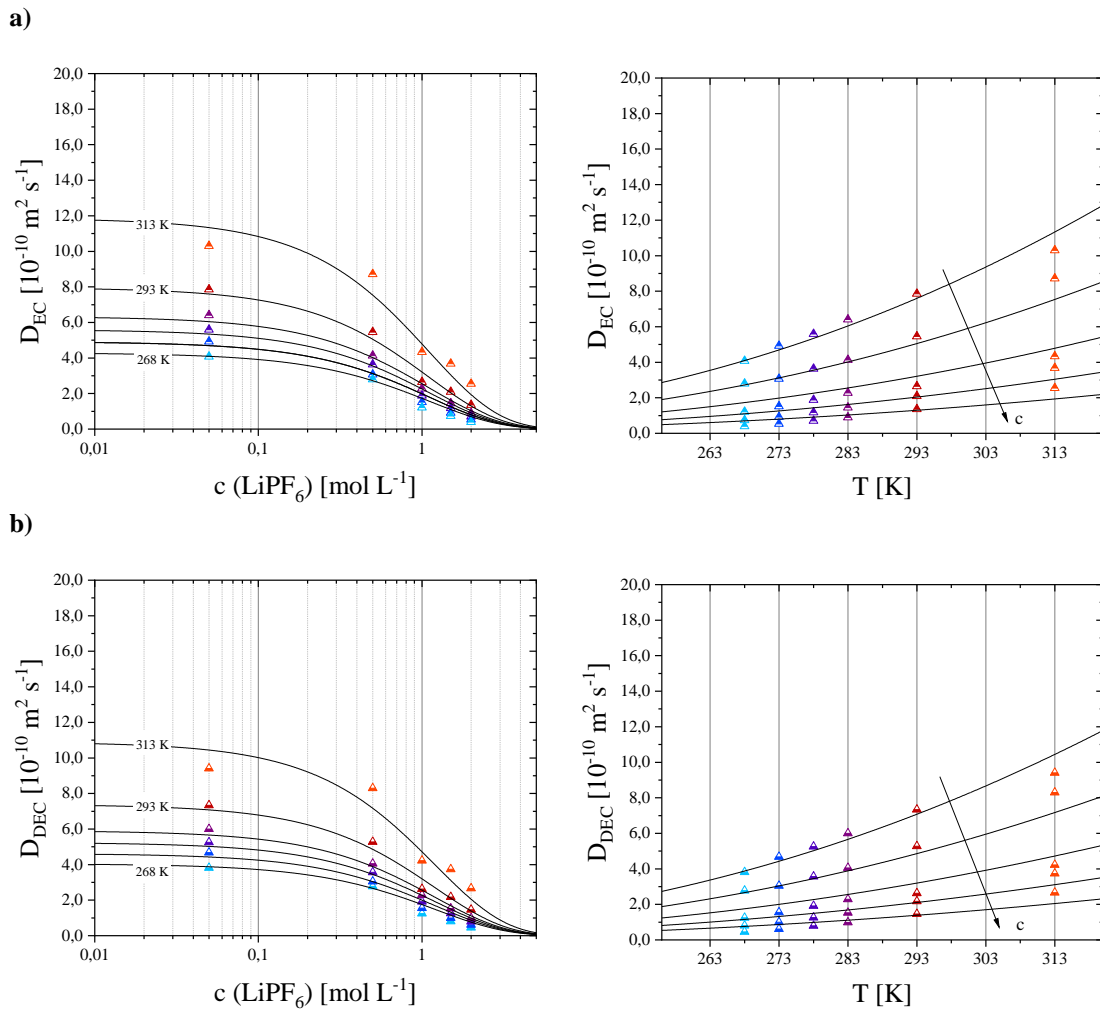 a)
20,0
18,0
16,0
14,0
12,0
10,0
8,0
6,0
4,0
2,0
0,0
D_EC [10^-10 m^2 s^-1]
313 K
293 K
268 K
0,01 0,1 1
c (LiPF_6) [mol L^-1]
20,0
18,0
16,0
14,0
12,0
10,0
8,0
6,0
4,0
2,0
0,0
D_EC [10^-10 m^2 s^-1]
c
263 273 283 293 303 313
T [K]
b)
20,0
18,0
16,0
14,0
12,0
10,0
8,0
6,0
4,0
2,0
0,0
D_DEC [10^-10 m^2 s^-1]
313 K
293 K
268 K
0,01 0,1 1
c (LiPF_6) [mol L^-1]
20,0
18,0
16,0
14,0
12,0
10,0
8,0
6,0
4,0
2,0
0,0
D_DEC [10^-10 m^2 s^-1]
c
263 273 283 293 303 313
T [K]